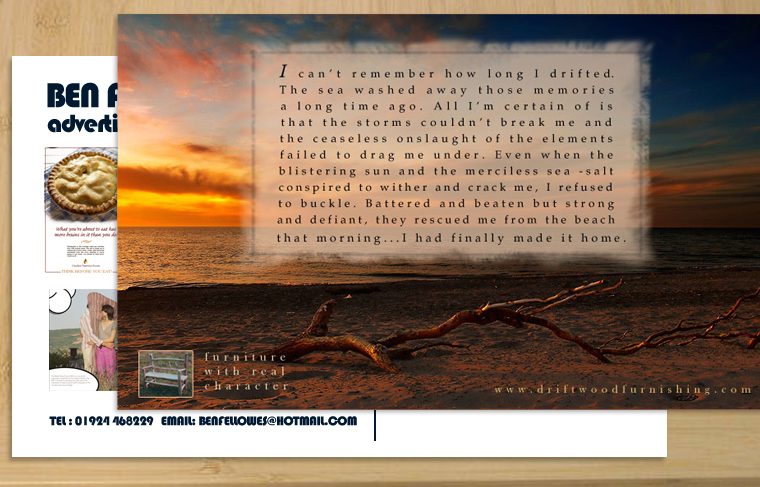 BEN
adverti
What you're about to eat had
more brains in it than you do
THINK BEFORE YOU EAT
I can't remember how long I drifted.
The sea washed away those memories
a long time ago. All I'm certain of is
that the storms couldn't break me and
the ceaseless onslaught of the elements
failed to drag me under. Even when the
blistering sun and the merciless sea -salt
conspired to wither and crack me, I refused
to buckle. Battered and beaten but strong
and defiant, they rescued me from the beach
that morning...I had finally made it home.
furniture
with real
character
www.driftwoodfurnishing.com
TEL : 01924 468229 EMAIL: BENFELLOWES@HOTMAIL.COM